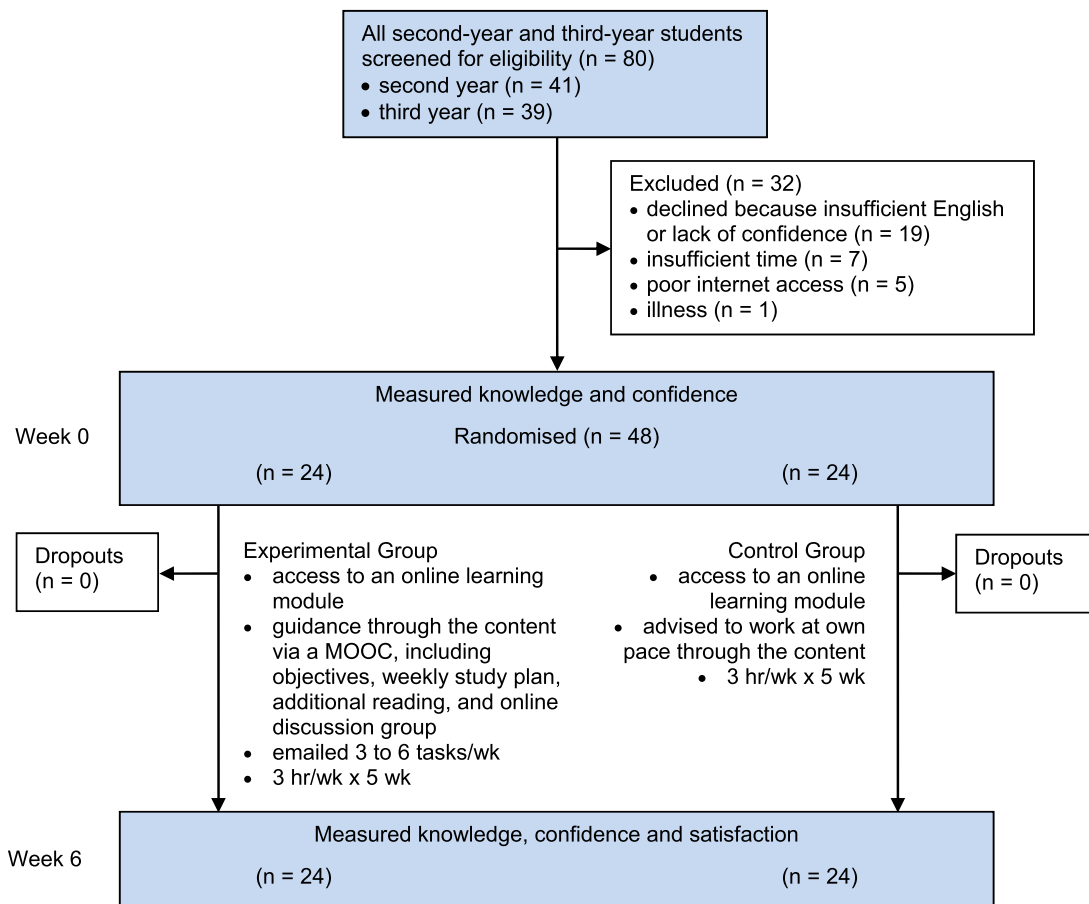 All second-year and third-year students
screened for eligibility (n = 80)
• second year (n = 41)
• third year (n = 39)
Excluded (n = 32)
• declined because insufficient English
or lack of confidence (n = 19)
• insufficient time (n = 7)
• poor internet access (n = 5)
• illness (n = 1)
Measured knowledge and confidence
Week 0
Randomised (n = 48)
(n = 24)
(n = 24)
Dropouts
(n = 0)
Experimental Group
• access to an online learning
module
• guidance through the content
via a MOOC, including
objectives, weekly study plan,
additional reading, and online
discussion group
• emailed 3 to 6 tasks/wk
• 3 hr/wk x 5 wk
Control Group
• access to an online
learning module
• advised to work at own
pace through the content
• 3 hr/wk x 5 wk
Dropouts
(n = 0)
Measured knowledge, confidence and satisfaction
Week 6
(n = 24)
(n = 24)